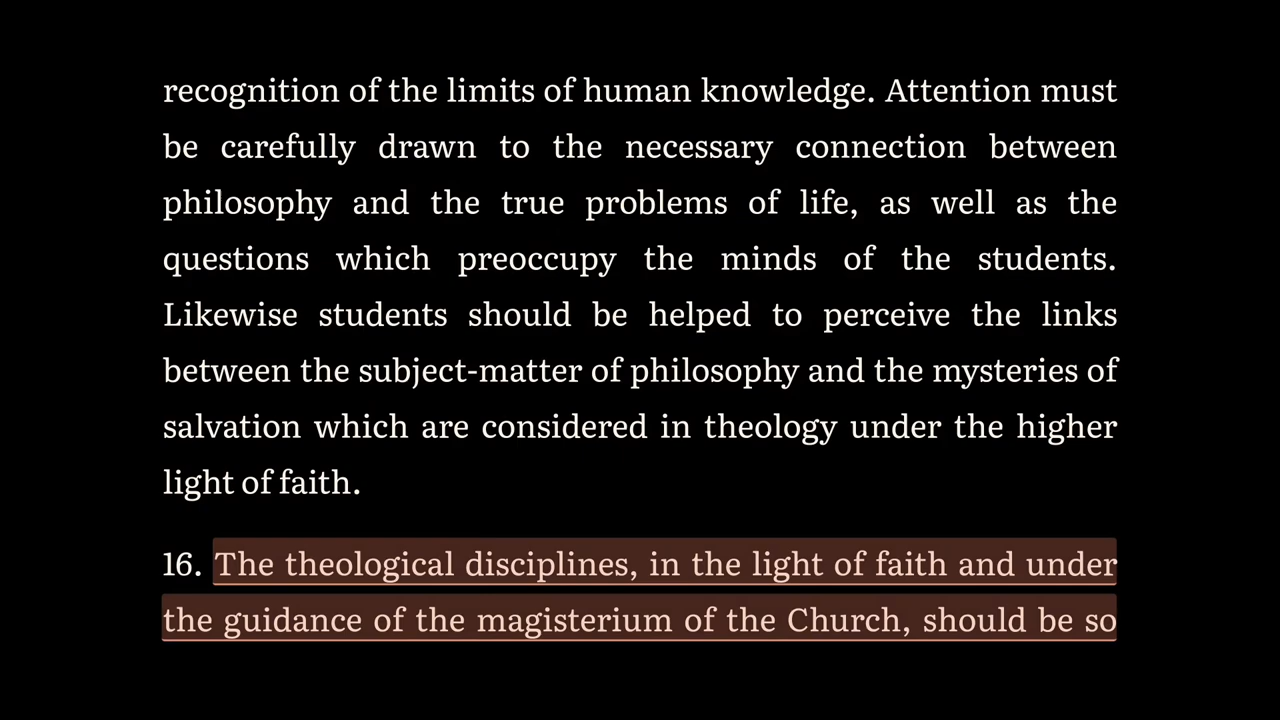 recognition of the limits of human knowledge. Attention must
be carefully drawn to the necessary connection between
philosophy and the true problems of life, as well as the
questions which preoccupy the minds of the students.
Likewise students should be helped to perceive the links
between the subject-matter of philosophy and the mysteries of
salvation which are considered in theology under the higher
light of faith.
16. The theological disciplines, in the light of faith and under
the guidance of the magisterium of the Church, should be so